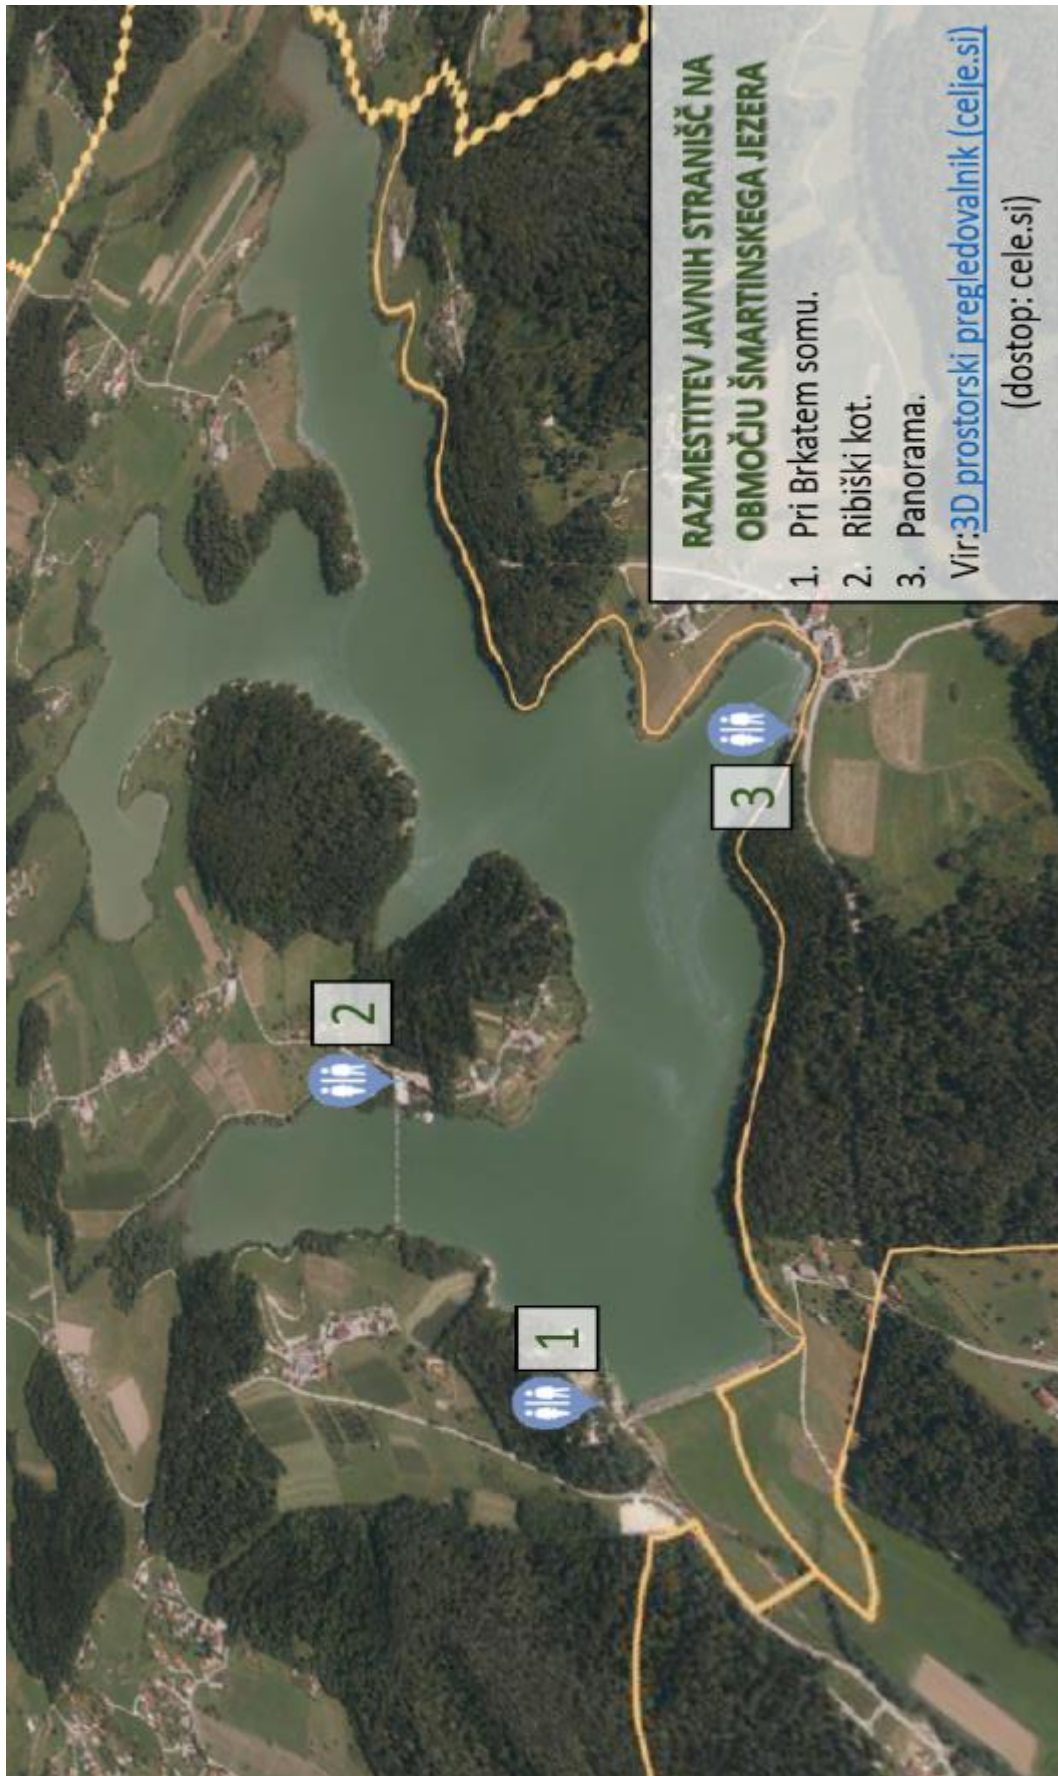 RAZMESTITEV JAVNIH STRANIŠČ NA
OBMOČJU ŠMARTINSKEGA JEZERA
1. Pri Brkatem somu.
2. Ribiški kot.
3. Panorama.
Vir:3D prostorski pregledovalnik (celje.si)
(dostop: cele.si)
1
2
3